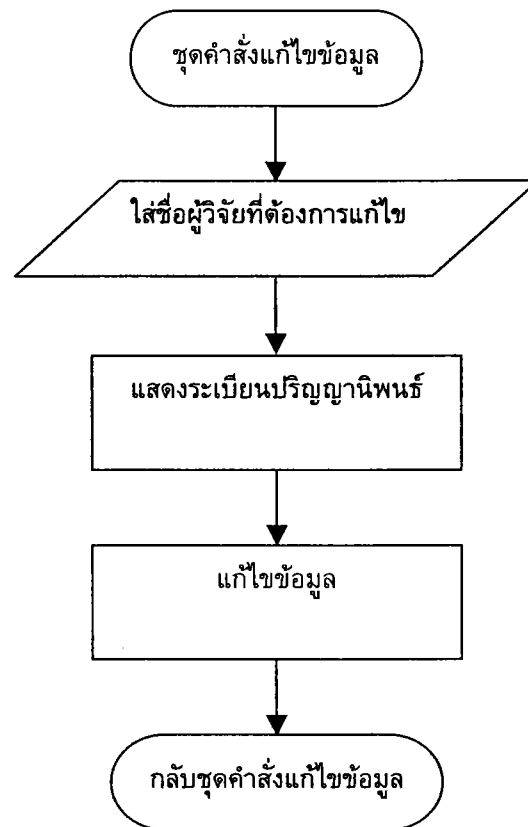 ชุดคำสั่งแก้ไขข้อมูล
ใส่ชื่อผู้วิจัยที่ต้องการแก้ไข
แสดงระเบียนปริญญานิพนธ์
แก้ไขข้อมูล
กลับชุดคำสั่งแก้ไขข้อมูล